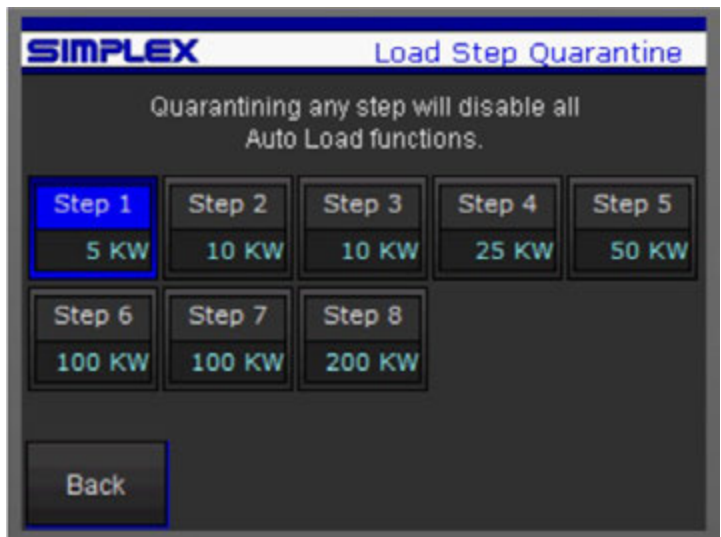 SIMPLEX Load Step Quarantine
Quarantining any step will disable all
Auto Load functions.
Step 1 Step 2 Step 3 Step 4 Step 5
5 KW 10 KW 10 KW 25 KW 50 KW
Step 6 Step 7 Step 8
100 KW 100 KW 200 KW
Back